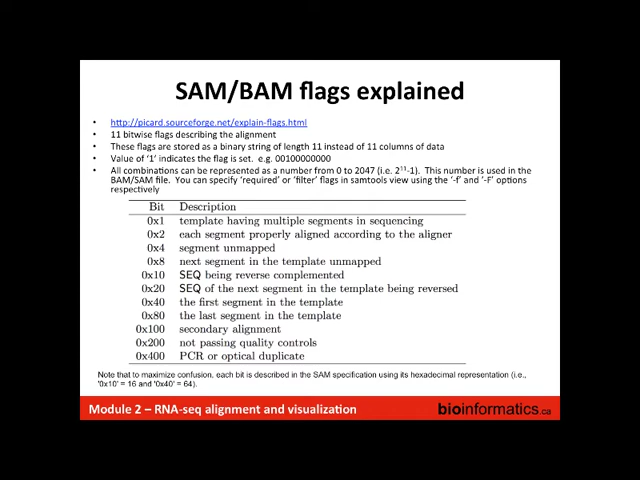 SAM/BAM flags explained
• http://picard.sourceforge.net/explain-flags.html
• 11 bitwise flags describing the alignment
• These flags are stored as a binary string of length 11 instead of 11 columns of data
• Value of '1' indicates the flag is set. e.g. 00100000000
• All combinations can be represented as a number from 0 to 2047 (i.e. 2¹¹-1). This number is used in the
BAM/SAM file. You can specify 'required' or 'filter' flags in samtools view using the '-f' and '-F' options
respectively
Bit Description
0x1 template having multiple segments in sequencing
0x2 each segment properly aligned according to the aligner
0x4 segment unmapped
0x8 next segment in the template unmapped
0x10 SEQ being reverse complemented
0x20 SEQ of the next segment in the template being reversed
0x40 the first segment in the template
0x80 the last segment in the template
0x100 secondary alignment
0x200 not passing quality controls
0x400 PCR or optical duplicate
Note that to maximize confusion, each bit is described in the SAM specification using its hexadecimal representation (i.e.,
'0x10' = 16 and '0x40' = 64).
Module 2 – RNA-seq alignment and visualization
bioinformatics.ca